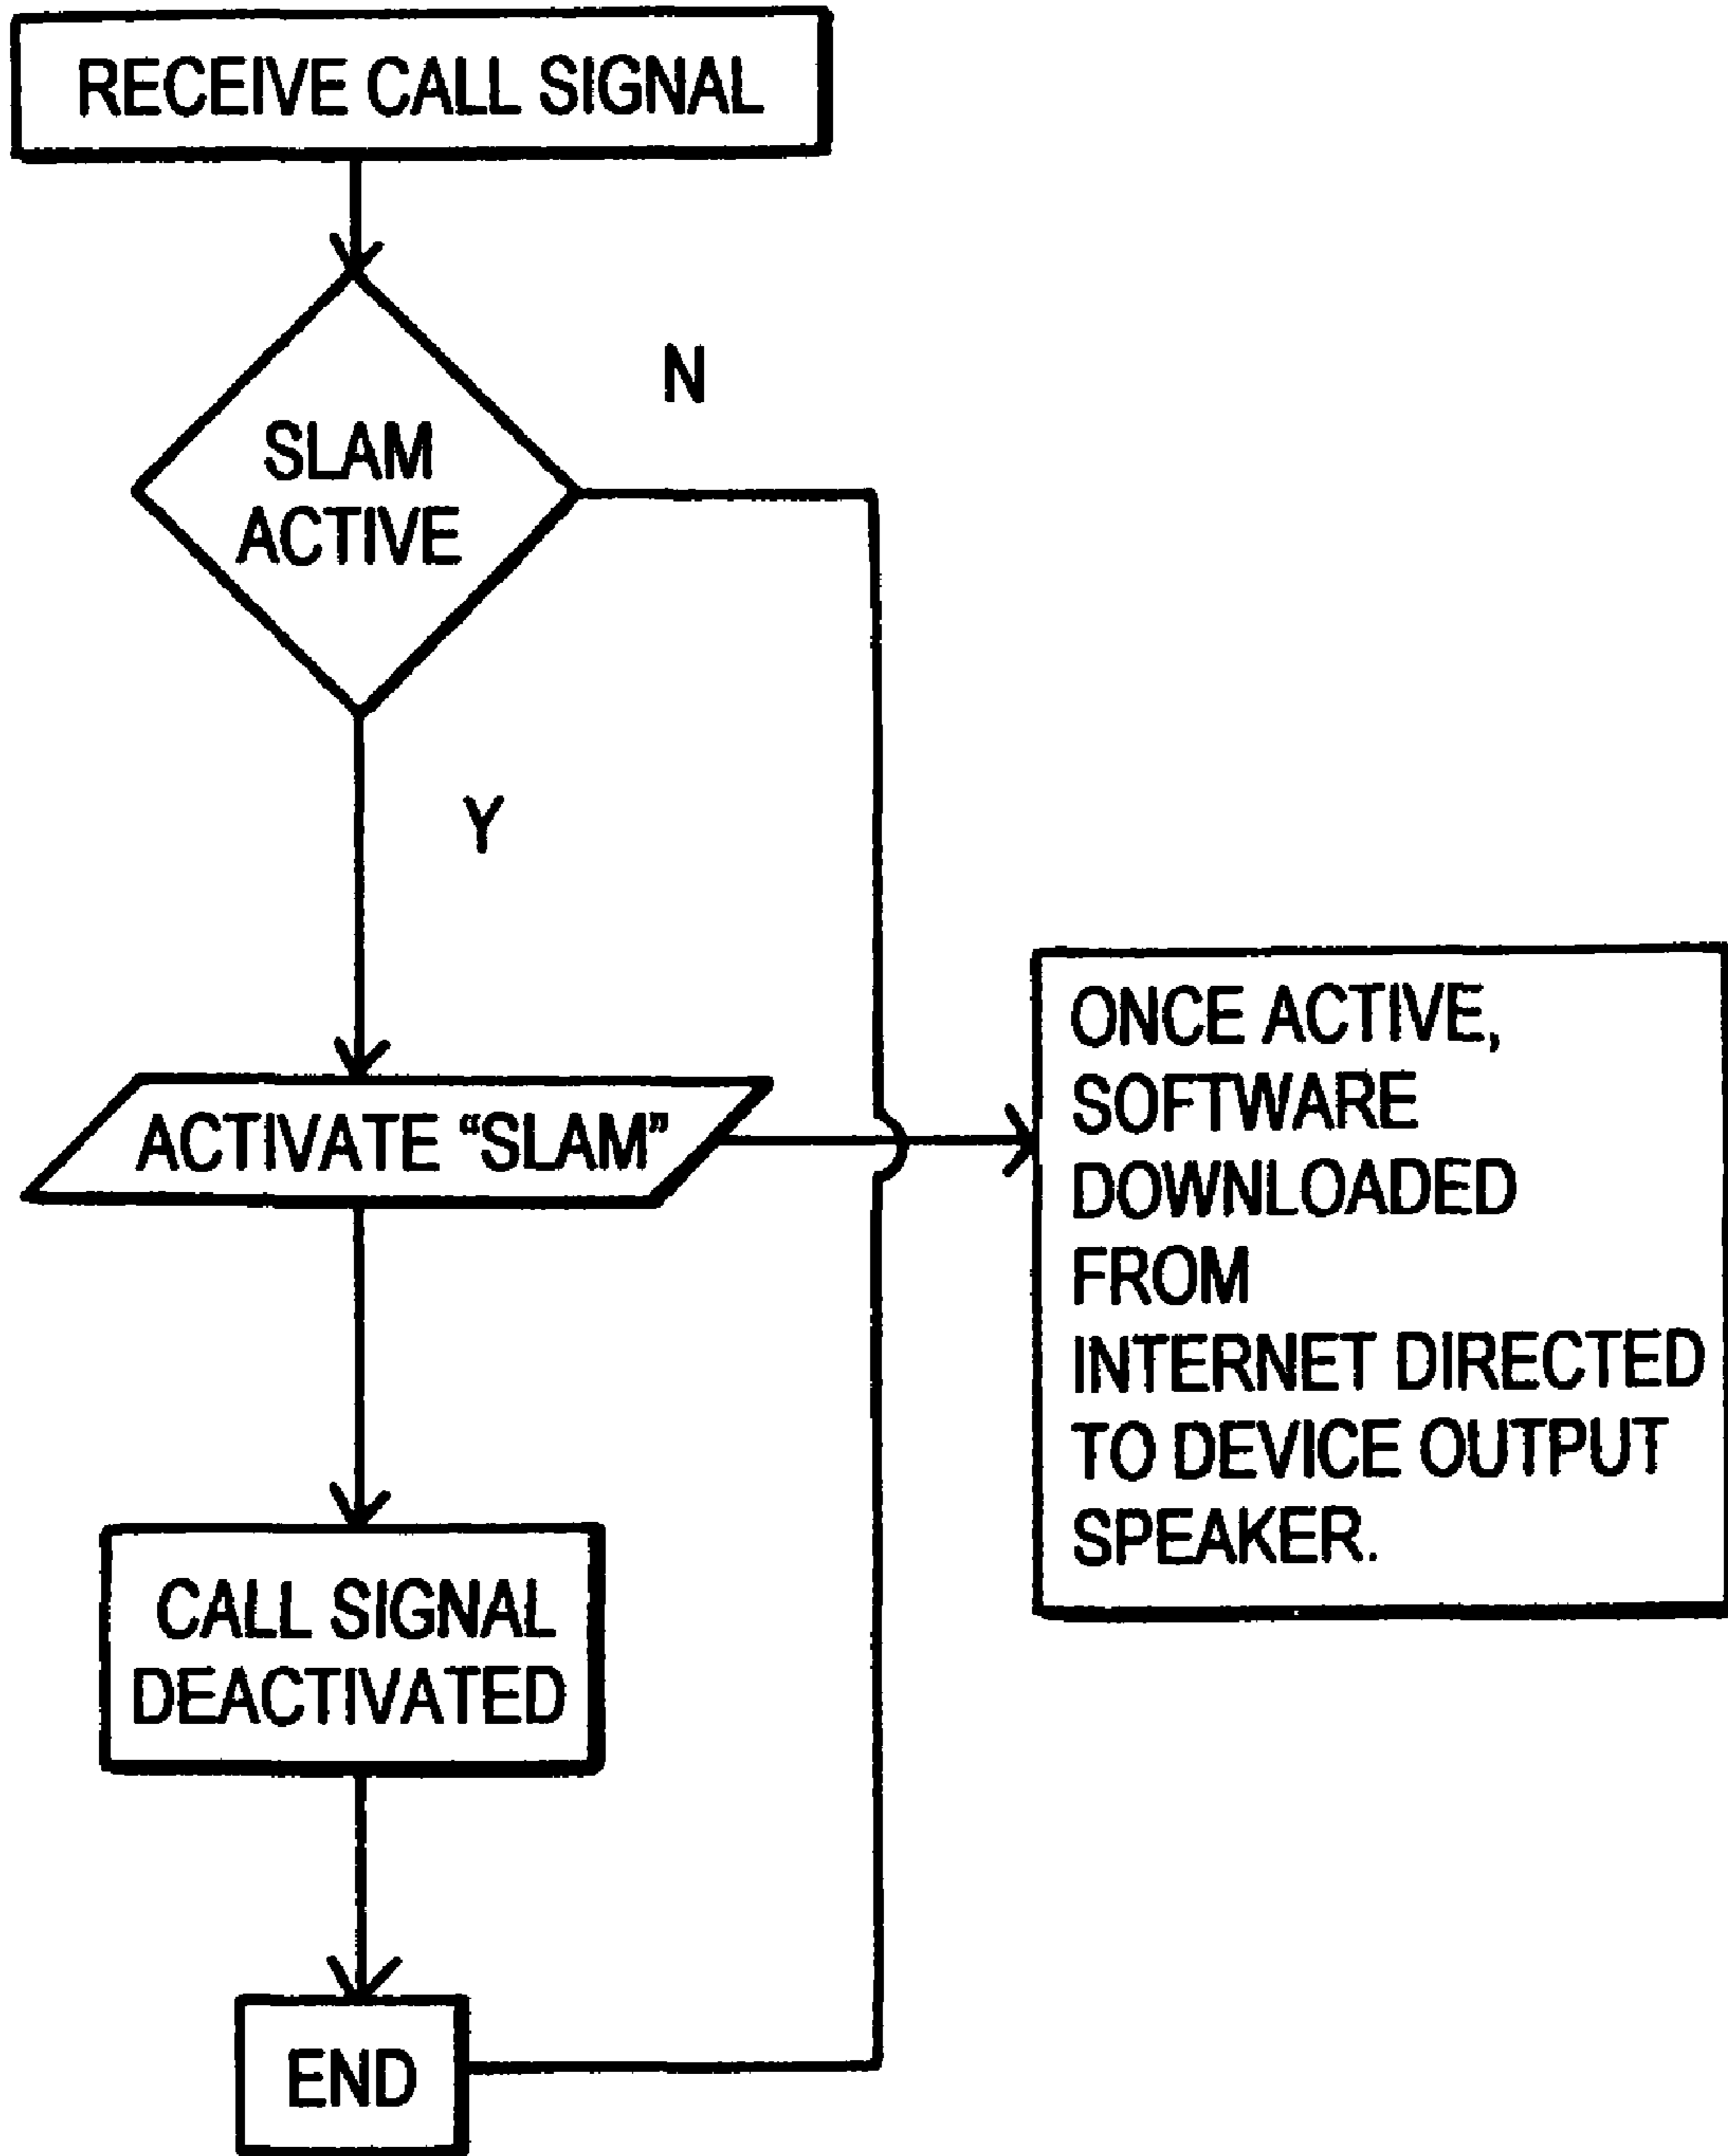 RECEIVE CALL SIGNAL
N
SLAM
ACTIVE
Y
ACTIVATE “SLAM”
ONCE ACTIVE,
SOFTWARE
DOWNLOADED
FROM
INTERNET DIRECTED
TO DEVICE OUTPUT
SPEAKER.
CALL SIGNAL
DEACTIVATED
END